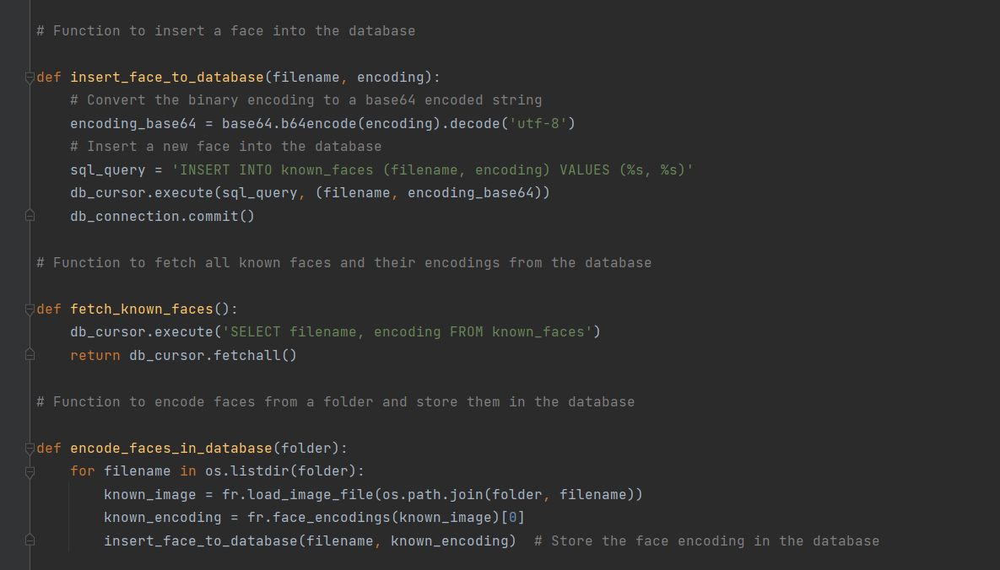 # Function to insert a face into the database
def insert_face_to_database(filename, encoding):
# Convert the binary encoding to a base64 encoded string
encoding_base64 = base64.b64encode(encoding).decode('utf-8')
# Insert a new face into the database
sql_query = 'INSERT INTO known_faces (filename, encoding) VALUES (%s, %s)'
db_cursor.execute(sql_query, (filename, encoding_base64))
db_connection.commit()
# Function to fetch all known faces and their encodings from the database
def fetch_known_faces():
db_cursor.execute('SELECT filename, encoding FROM known_faces')
return db_cursor.fetchall()
# Function to encode faces from a folder and store them in the database
def encode_faces_in_database(folder):
for filename in os.listdir(folder):
known_image = fr.load_image_file(os.path.join(folder, filename))
known_encoding = fr.face_encodings(known_image)[0]
insert_face_to_database(filename, known_encoding)  # Store the face encoding in the database